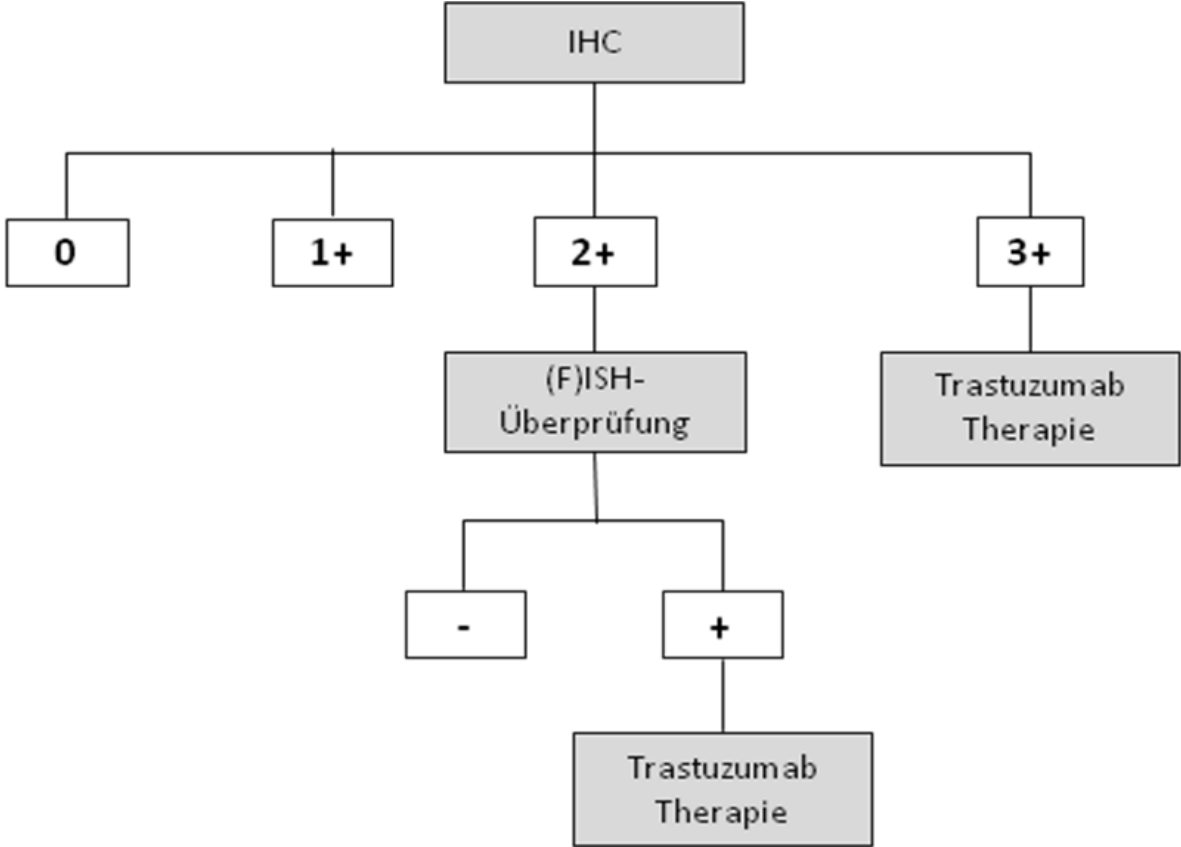 IHC
0
1+
2+
3+
(F)ISH-
Überprüfung
Trastuzumab
Therapie
-
+
Trastuzumab
Therapie